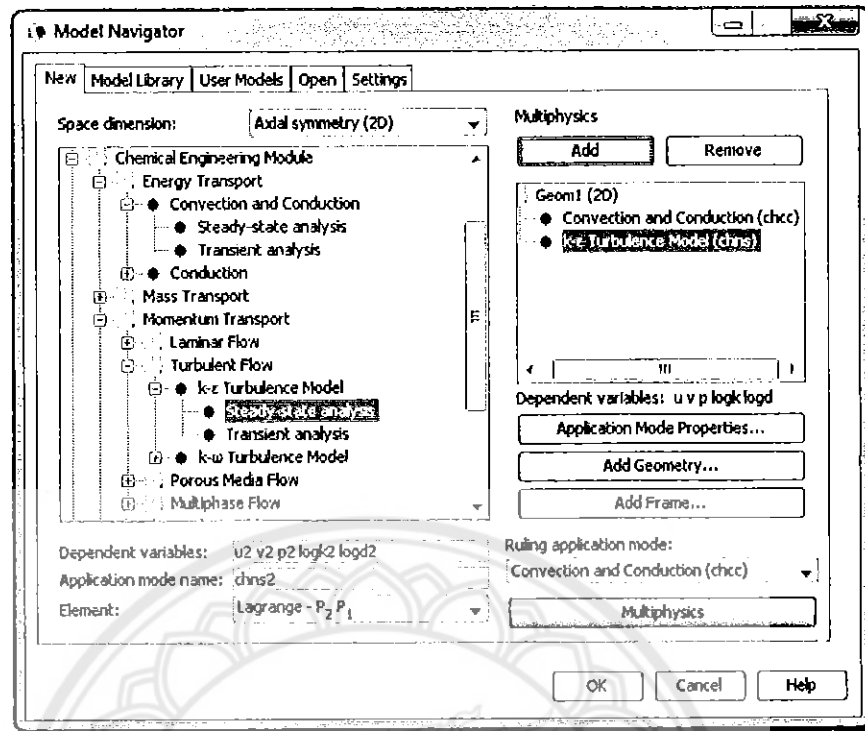 Model Navigator
New Model Library User Models Open Settings
Space dimension: Axial symmetry (2D)
Chemical Engineering Module
Energy Transport
Convection and Conduction
Steady-state analysis
Transient analysis
Conduction
Mass Transport
Momentum Transport
Laminar Flow
Turbulent Flow
k-ε Turbulence Model
Steady-state analysis
Transient analysis
k-ω Turbulence Model
Porous Media Flow
Multiphase Flow
Dependent variables: u2 v2 p2 logk2 logd2
Application mode name: chns2
Element: Lagrange - P₂ P₁
Multiphysics
Add Remove
Geom1 (2D)
Convection and Conduction (chcc)
k-ε Turbulence Model (chns)
Dependent variables: u v p logk logd
Application Mode Properties...
Add Geometry...
Add Frame...
Ruling application mode:
Convection and Conduction (chcc)
Multiphysics
OK Cancel Help